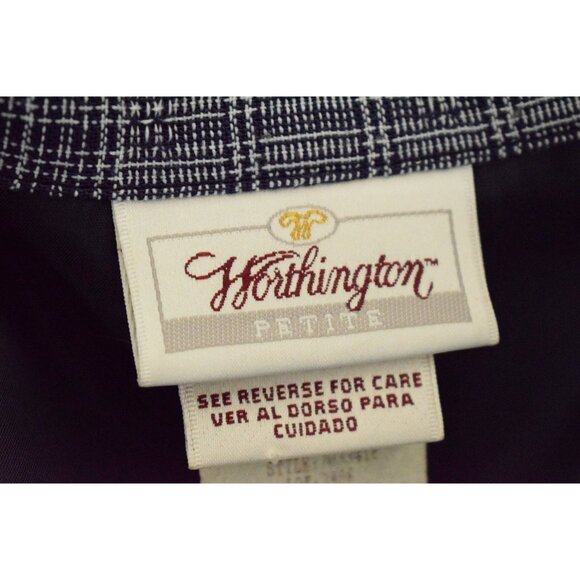 Worthington™
PETITE
SEE REVERSE FOR CARE
VER AL DORSO PARA
CUIDADO